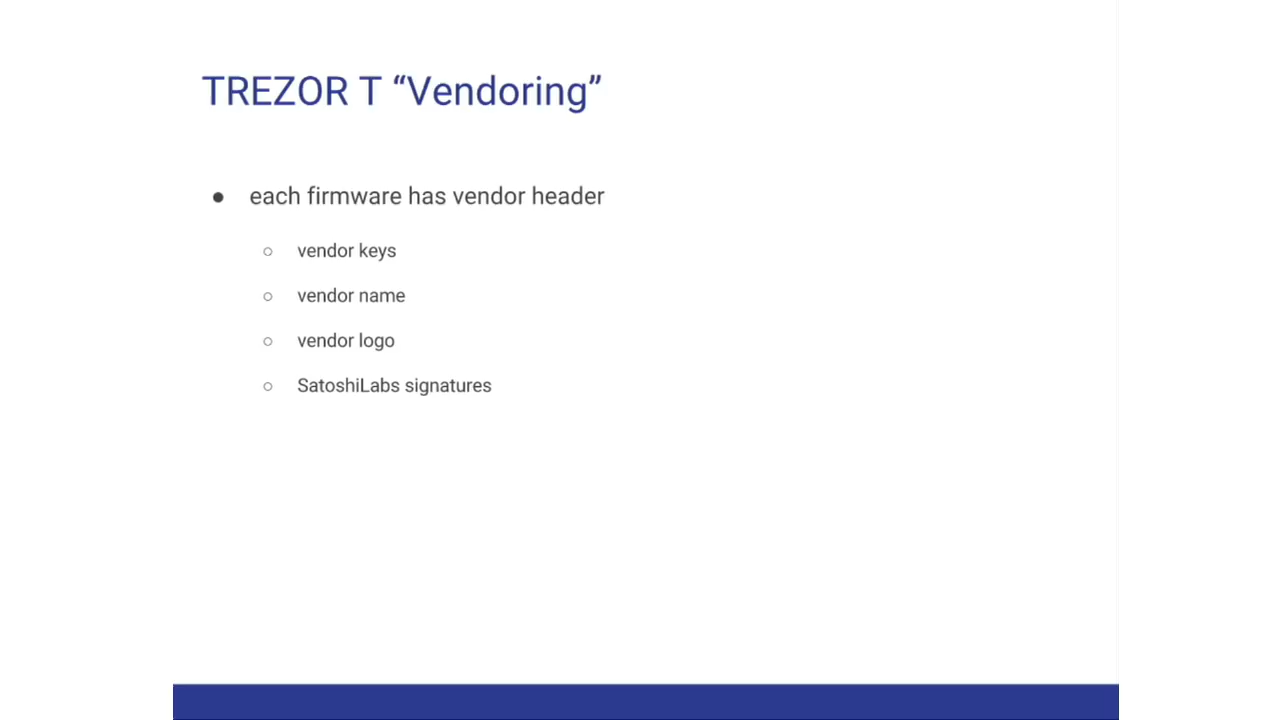 TREZOR T “Vendoring”
● each firmware has vendor header
○ vendor keys
○ vendor name
○ vendor logo
○ SatoshiLabs signatures